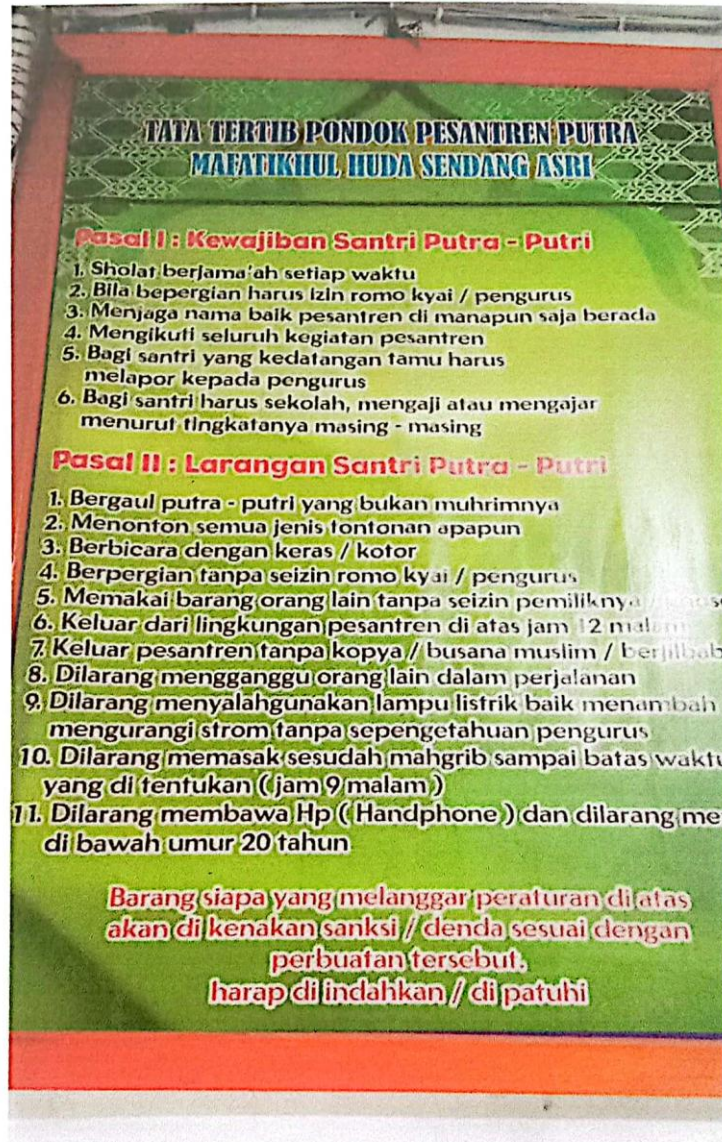 TATA TERTIB PONDOK PESANTREN PUTRA
MAFATIKHUL HUDA SENDANG ASRI
Pasal I : Kewajiban Santri Putra - Putri
1. Sholat berjama'ah setiap waktu
2. Bila bepergian harus izin romo kyai / pengurus
3. Menjaga nama baik pesantren di manapun saja berada
4. Mengikuti seluruh kegiatan pesantren
5. Bagi santri yang kedatangan tamu harus
melapor kepada pengurus
6. Bagi santri harus sekolah, mengaji atau mengajar
menurut tingkatanya masing - masing
Pasal II : Larangan Santri Putra - Putri
1. Bergaul putra - putri yang bukan muhrimnya
2. Menonton semua jenis tontonan apapun
3. Berbicara dengan keras / kotor
4. Berpergian tanpa seizin romo kyai / pengurus
5. Memakai barang orang lain tanpa seizin pemiliknya /
6. Keluar dari lingkungan pesantren di atas jam 12 malam
7. Keluar pesantren tanpa kopya / busana muslim / berjilbab
8. Dilarang mengganggu orang lain dalam perjalanan
9. Dilarang menyalahgunakan lampu listrik baik menambah
mengurangi strom tanpa sepengetahuan pengurus
10. Dilarang memasak sesudah mahgrib sampai batas waktu
yang di tentukan ( jam 9 malam )
11. Dilarang membawa Hp ( Handphone ) dan dilarang me
di bawah umur 20 tahun
Barang siapa yang melanggar peraturan di atas
akan di kenakan sanksi / denda sesuai dengan
perbuatan tersebut.
harap di indahkan / di patuhi